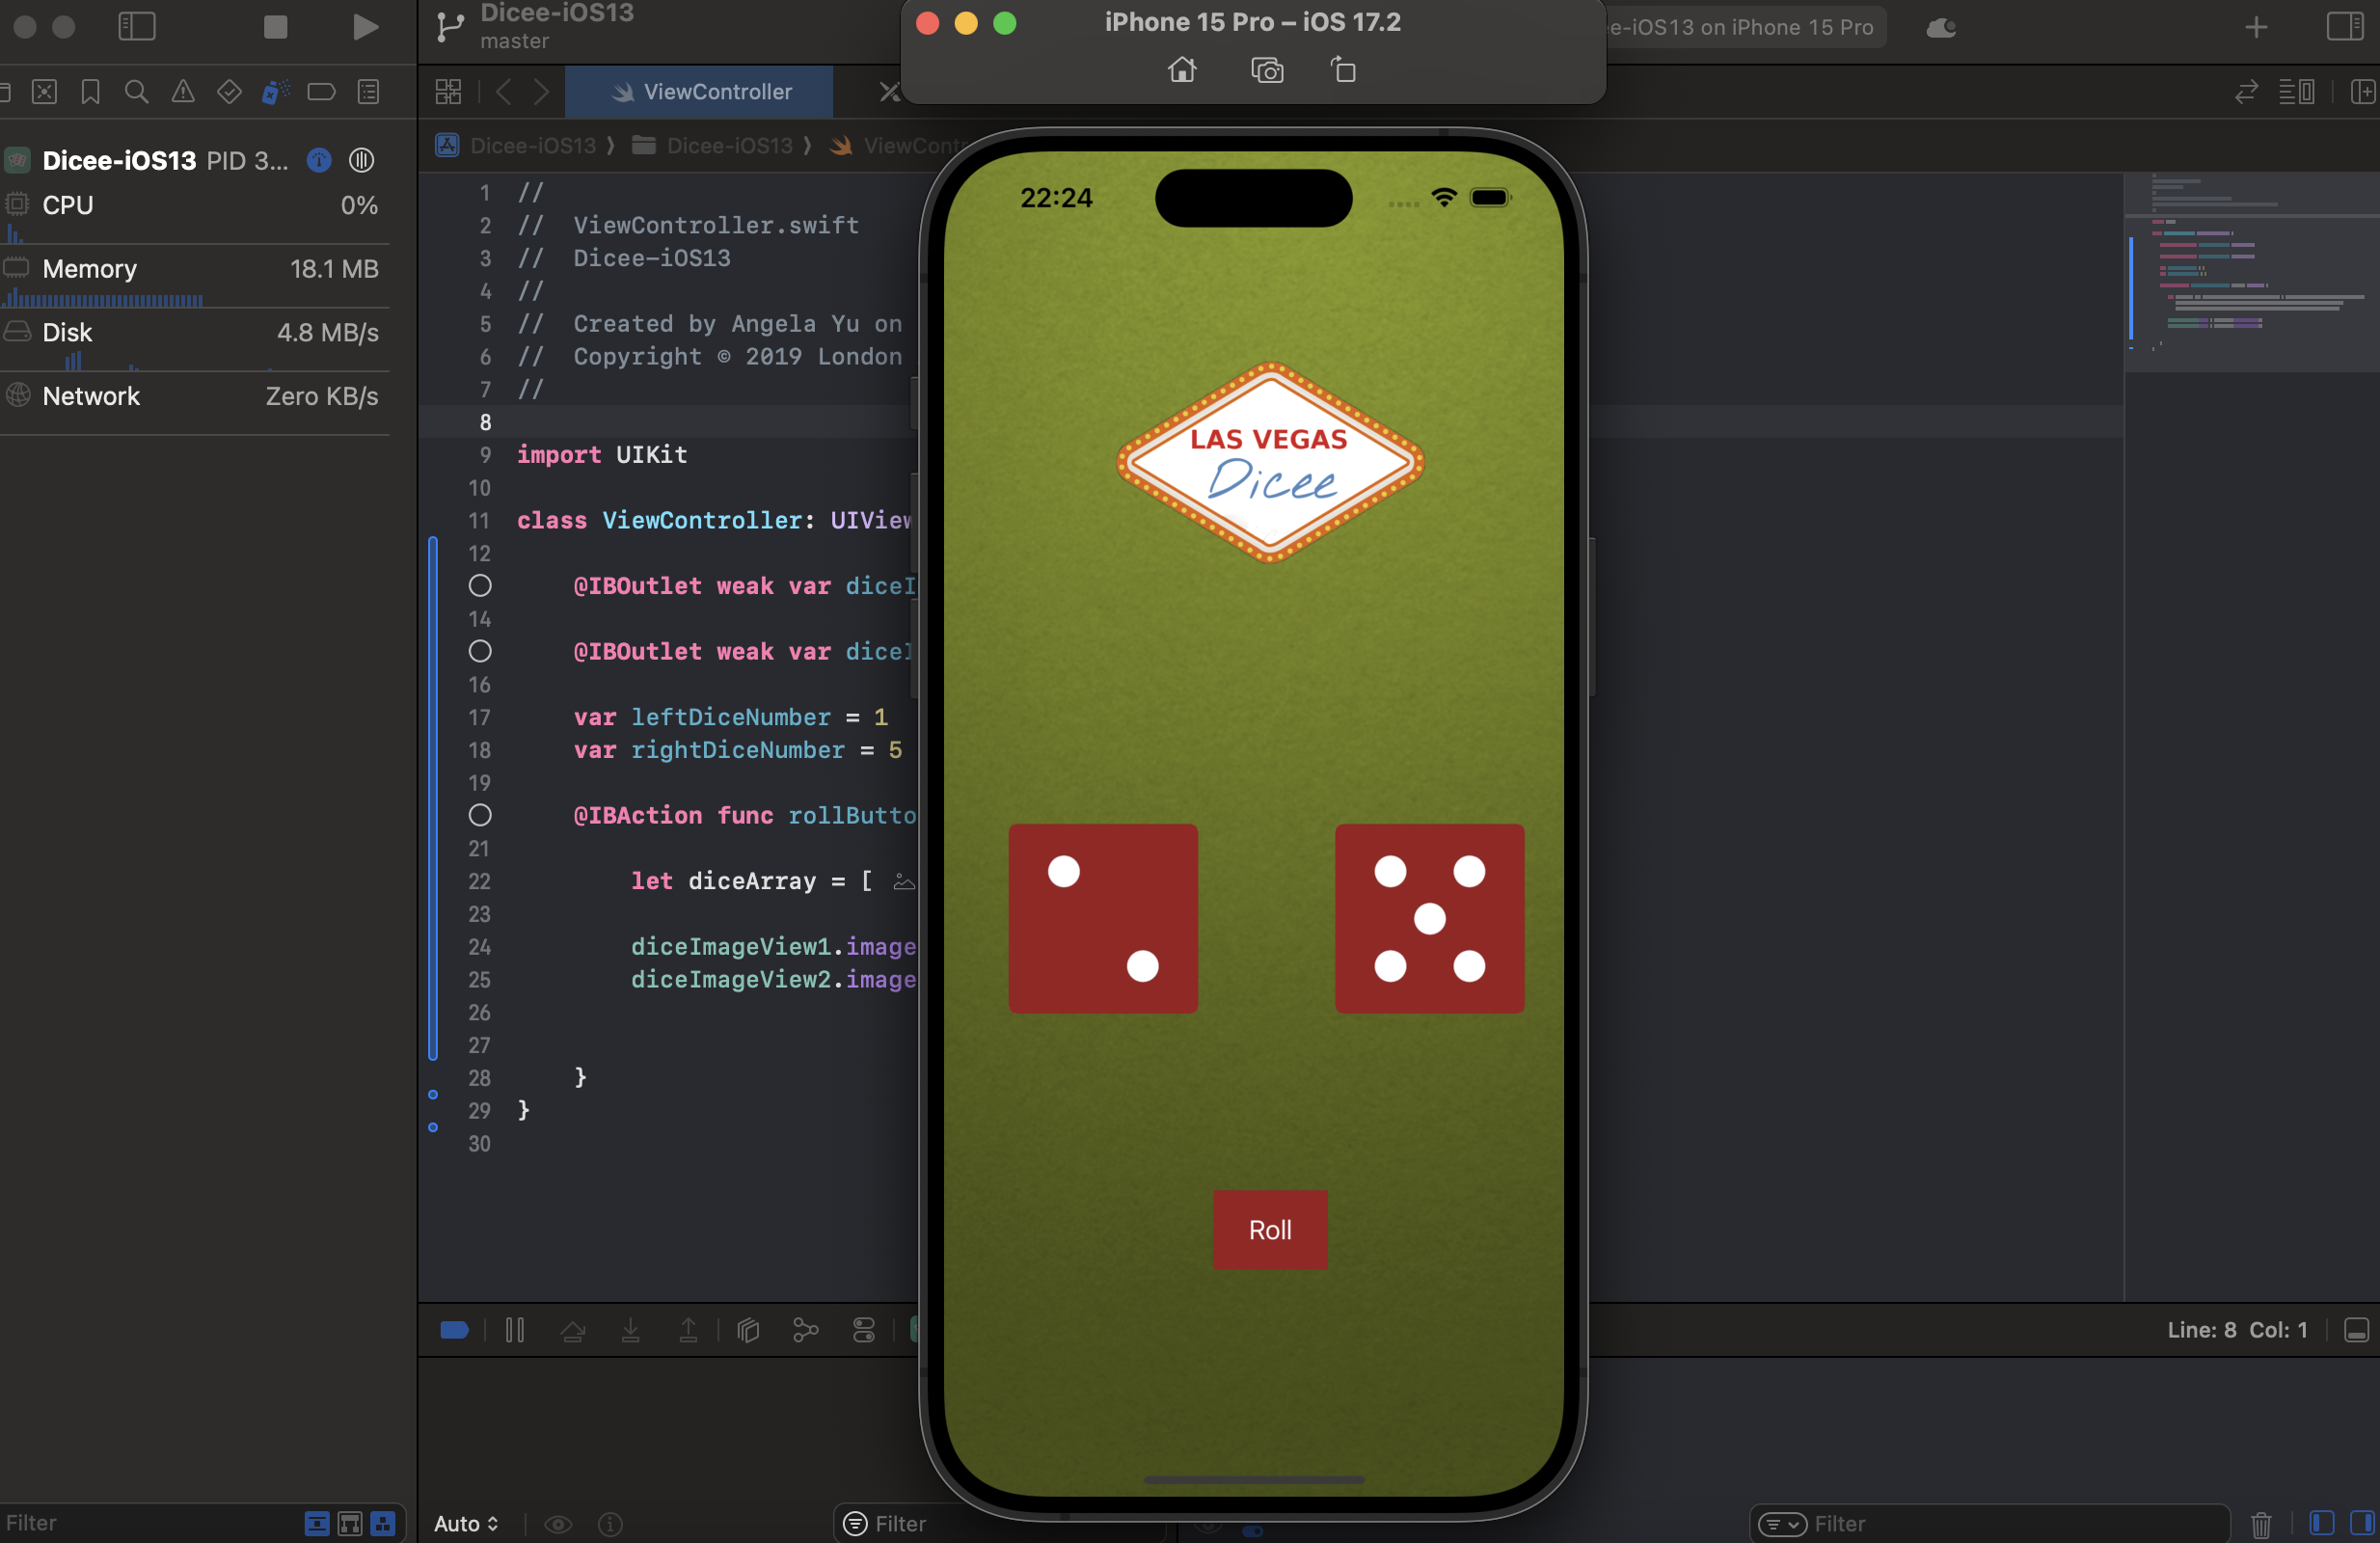 Dicee-iOS13
master
iPhone 15 Pro – iOS 17.2
e-iOS13 on iPhone 15 Pro
ViewController
Dicee-iOS13 PID 3...
CPU 0%
Memory 18.1 MB
Disk 4.8 MB/s
Network Zero KB/s
Dicee-iOS13 ⟩ Dicee-iOS13 ⟩ ViewContr
1 //
2 //  ViewController.swift
3 //  Dicee-iOS13
4 //
5 //  Created by Angela Yu on
6 //  Copyright © 2019 London
7 //
8
9 import UIKit
10
11 class ViewController: UIView
12
@IBOutlet weak var diceI
14
@IBOutlet weak var diceI
16
17 var leftDiceNumber = 1
18 var rightDiceNumber = 5
19
@IBAction func rollButto
21
22 let diceArray = [
23
24 diceImageView1.image
25 diceImageView2.image
26
27
28 }
29 }
30
22:24
LAS VEGAS
Dicee
Roll
Line: 8 Col: 1
Filter
Auto
Filter
Filter